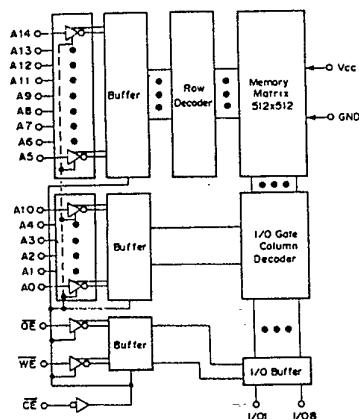 A14
A13
A12
A11
A9
A8
A7
A6
A5
Buffer
Row
Decoder
Memory
Matrix
512x512
Vcc
GND
A10
A4
A3
A2
A1
A0
Buffer
I/O Gate
Column
Decoder
OE
WE
CE
Buffer
I/O Buffer
I/O1
I/O8